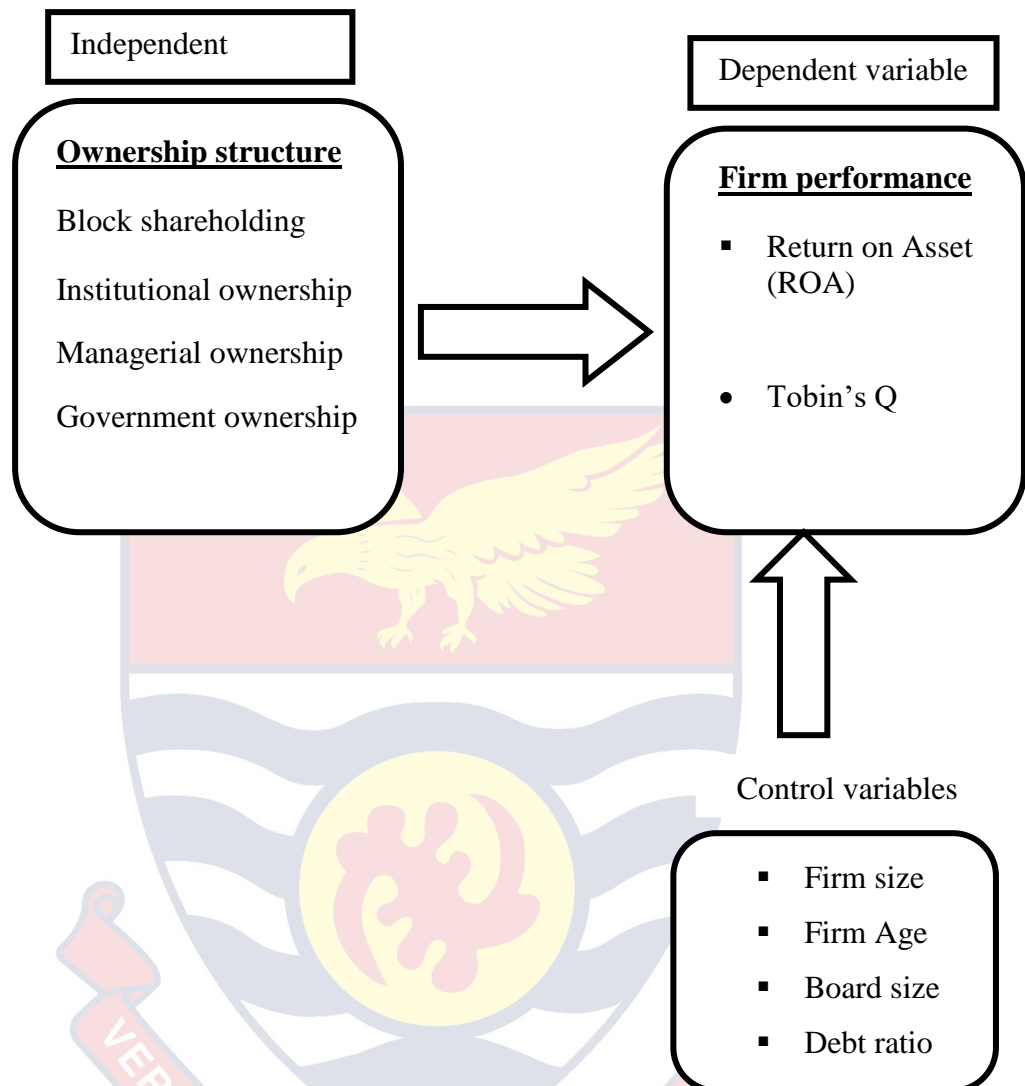 Independent
Dependent variable
Ownership structure
Block shareholding
Institutional ownership
Managerial ownership
Government ownership
Firm performance
▪ Return on Asset
(ROA)
• Tobin’s Q
Control variables
▪ Firm size
▪ Firm Age
▪ Board size
▪ Debt ratio
VER